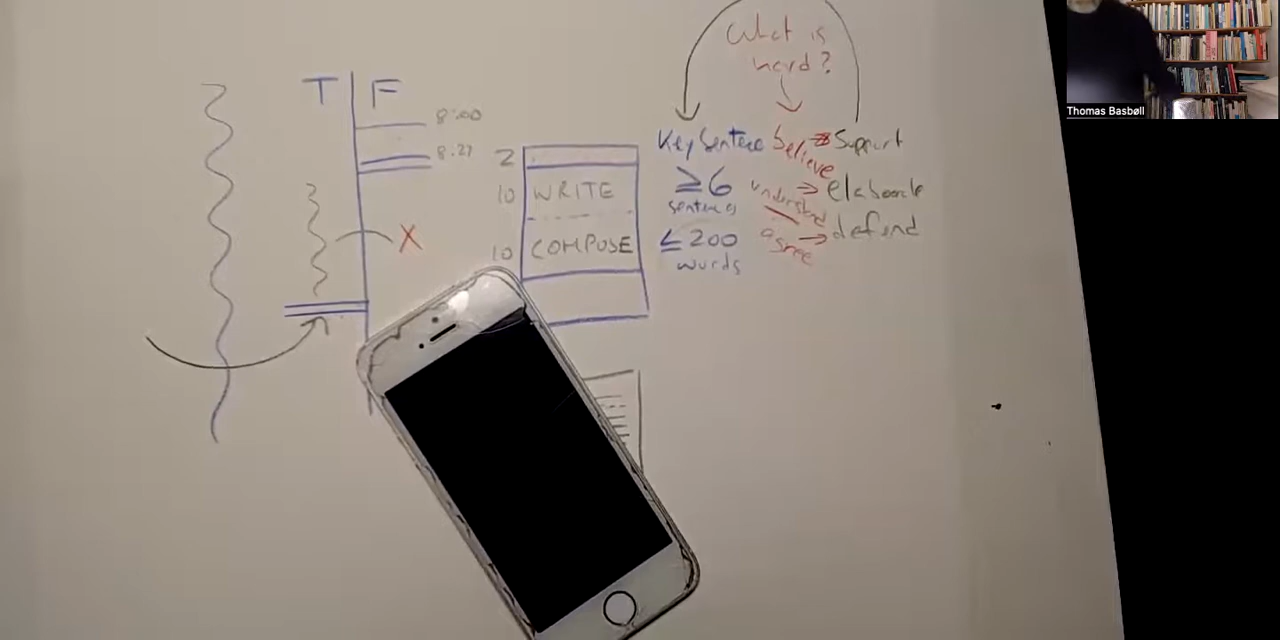 What is
hard?
T F
8:00
8.27
2
10 WRITE
10 COMPOSE
Key Sentence
≥6
sentences
≤200
words
believe → Support
understand → elaborate
agree → defend
Thomas Basbøll